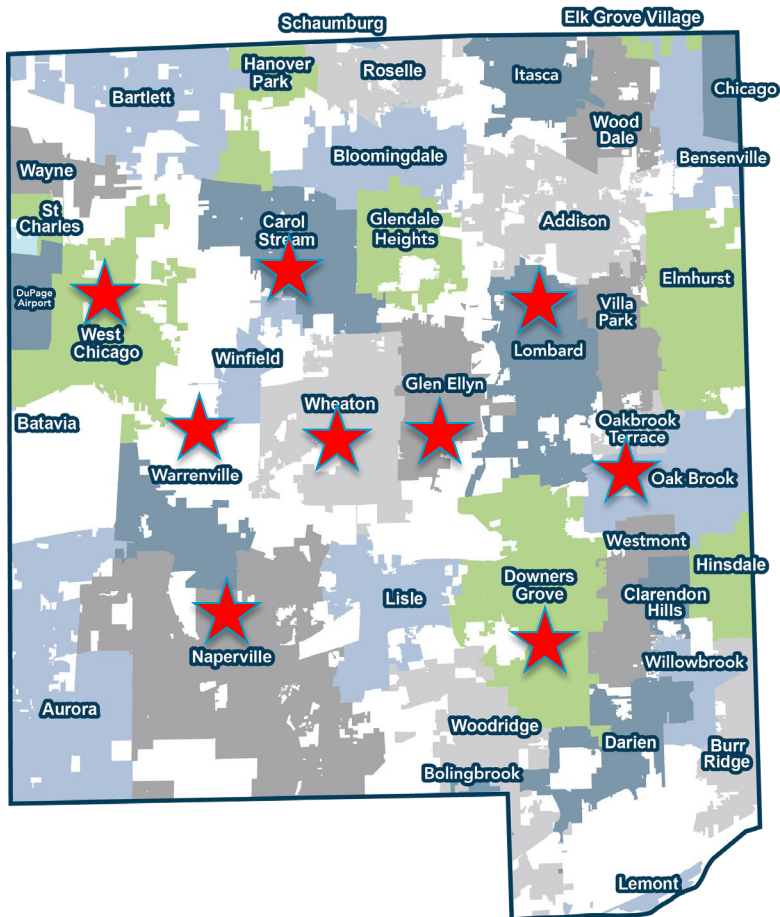 Schaumburg
Elk Grove Village
Hanover
Park
Roselle
Itasca
Bartlett
Chicago
Wood
Dale
Bloomingdale
Bensenville
Wayne
St
Charles
Carol
Stream
Glendale
Heights
Addison
Elmhurst
DuPage
Airport
Villa
Park
West
Chicago
Lombard
Winfield
Glen Ellyn
Wheaton
Batavia
Oakbrook
Terrace
Warrenville
Oak Brook
Westmont
Hinsdale
Downers
Grove
Lisle
Clarendon
Hills
Naperville
Willowbrook
Aurora
Woodridge
Darien
Burr
Ridge
Bolingbrook
Lemont